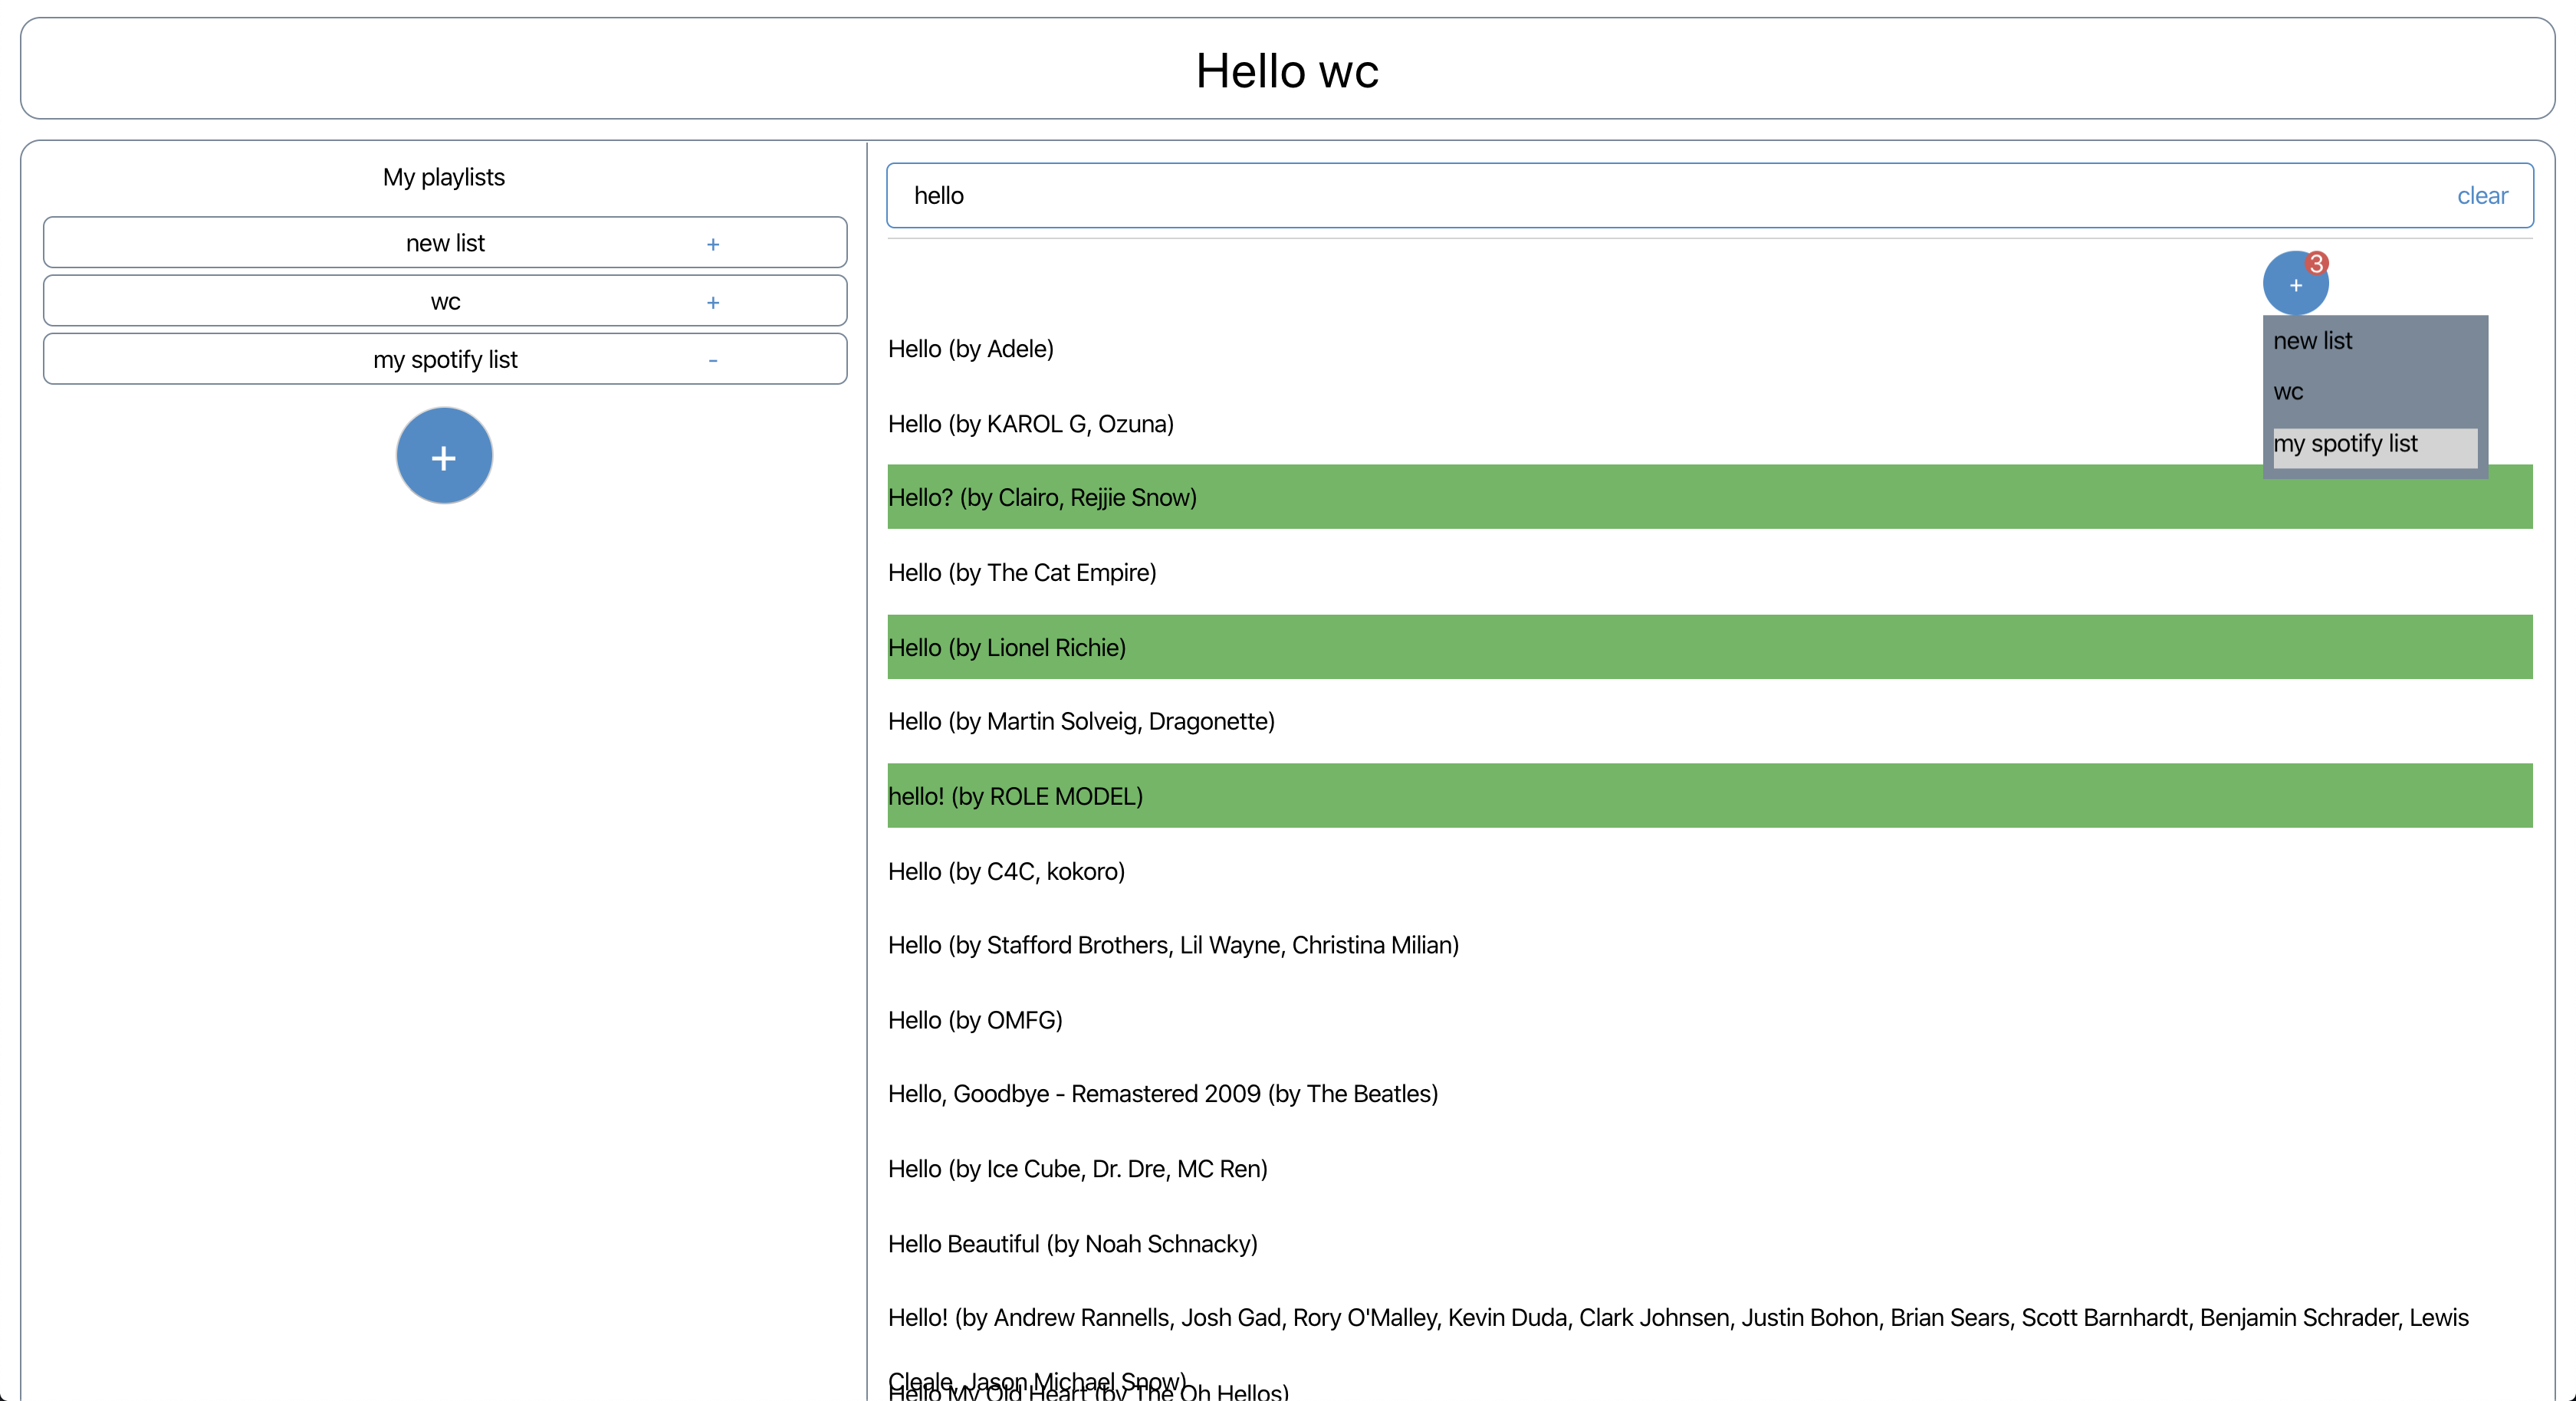 Hello wc
My playlists
new list +
wc +
my spotify list -
+
hello clear
3
+
new list
wc
my spotify list
Hello (by Adele)
Hello (by KAROL G, Ozuna)
Hello? (by Clairo, Rejjie Snow)
Hello (by The Cat Empire)
Hello (by Lionel Richie)
Hello (by Martin Solveig, Dragonette)
hello! (by ROLE MODEL)
Hello (by C4C, kokoro)
Hello (by Stafford Brothers, Lil Wayne, Christina Milian)
Hello (by OMFG)
Hello, Goodbye - Remastered 2009 (by The Beatles)
Hello (by Ice Cube, Dr. Dre, MC Ren)
Hello Beautiful (by Noah Schnacky)
Hello! (by Andrew Rannells, Josh Gad, Rory O'Malley, Kevin Duda, Clark Johnsen, Justin Bohon, Brian Sears, Scott Barnhardt, Benjamin Schrader, Lewis
Cleale, Jason Michael Snow)
Hello My Old Heart (by The Oh Hellos)